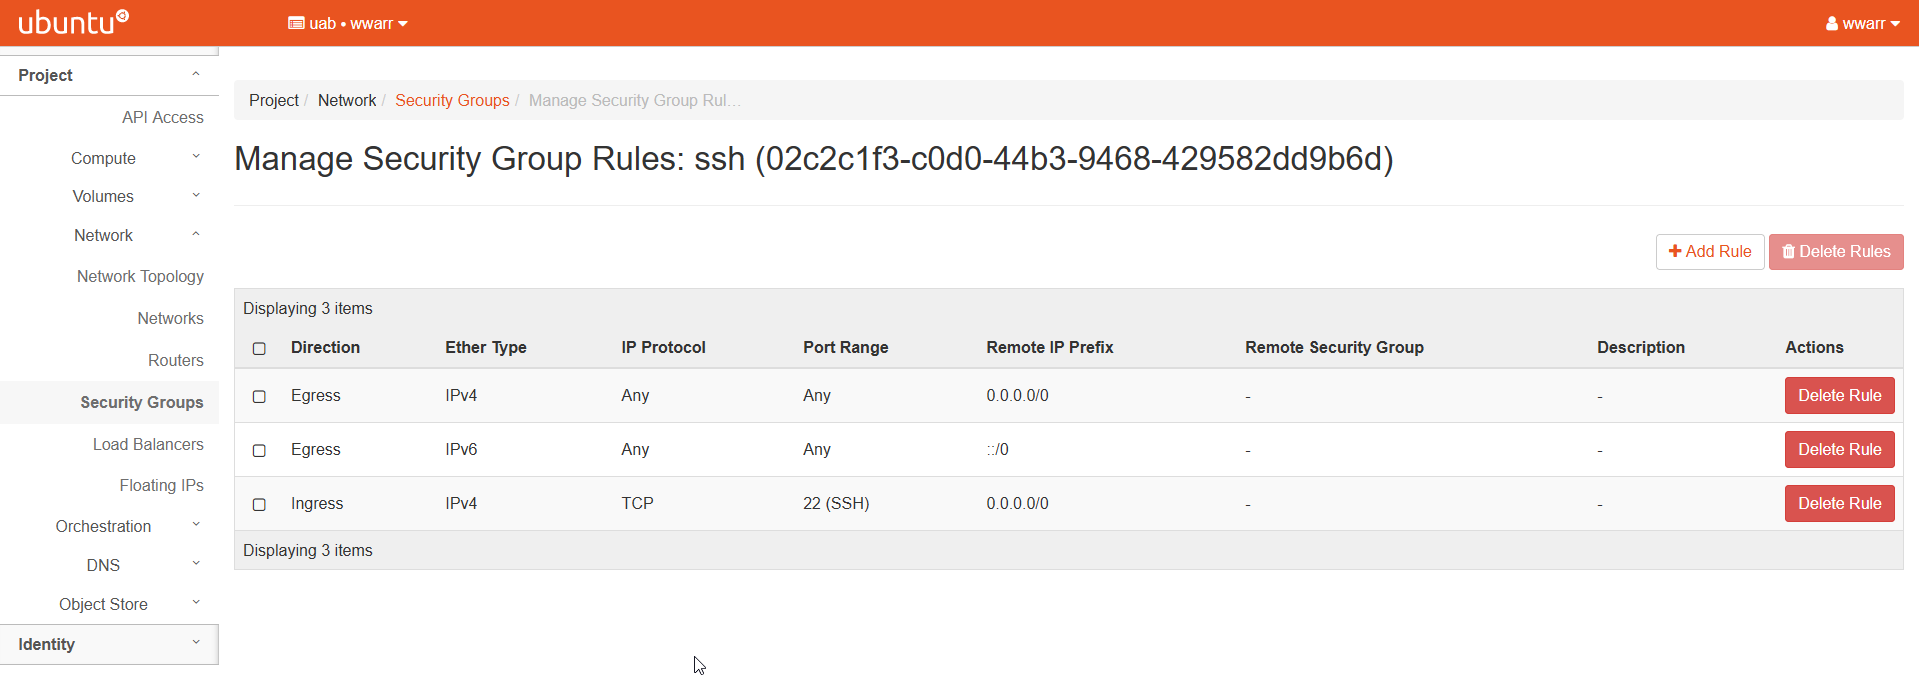 ubuntu
uab • wwarr
wwarr
Project
API Access
Compute
Volumes
Network
Network Topology
Networks
Routers
Security Groups
Load Balancers
Floating IPs
Orchestration
DNS
Object Store
Identity
Project / Network / Security Groups / Manage Security Group Rul...
Manage Security Group Rules: ssh (02c2c1f3-c0d0-44b3-9468-429582dd9b6d)
Add Rule Delete Rules
Displaying 3 items
Direction Ether Type IP Protocol Port Range Remote IP Prefix Remote Security Group Description Actions
Egress IPv4 Any Any 0.0.0.0/0 - - Delete Rule
Egress IPv6 Any Any ::/0 - - Delete Rule
Ingress IPv4 TCP 22 (SSH) 0.0.0.0/0 - - Delete Rule
Displaying 3 items